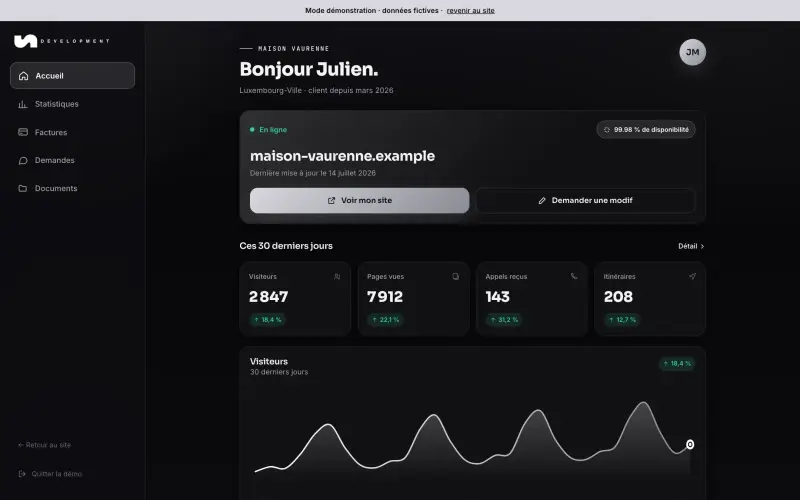 Mode démonstration · données fictives · revenir au site
DEVELOPMENT
Accueil
Statistiques
Factures
Demandes
Documents
← Retour au site
Quitter la démo
MAISON VAURENNE
Bonjour Julien.
Luxembourg-Ville · client depuis mars 2026
JM
En ligne
99.98 % de disponibilité
maison-vaurenne.example
Dernière mise à jour le 14 juillet 2026
Voir mon site
Demander une modif
Ces 30 derniers jours
Détail
Visiteurs
2 847
↑ 18,4 %
Pages vues
7 912
↑ 22,1 %
Appels reçus
143
↑ 31,2 %
Itinéraires
208
↑ 12,7 %
Visiteurs
30 derniers jours
↑ 18,4 %